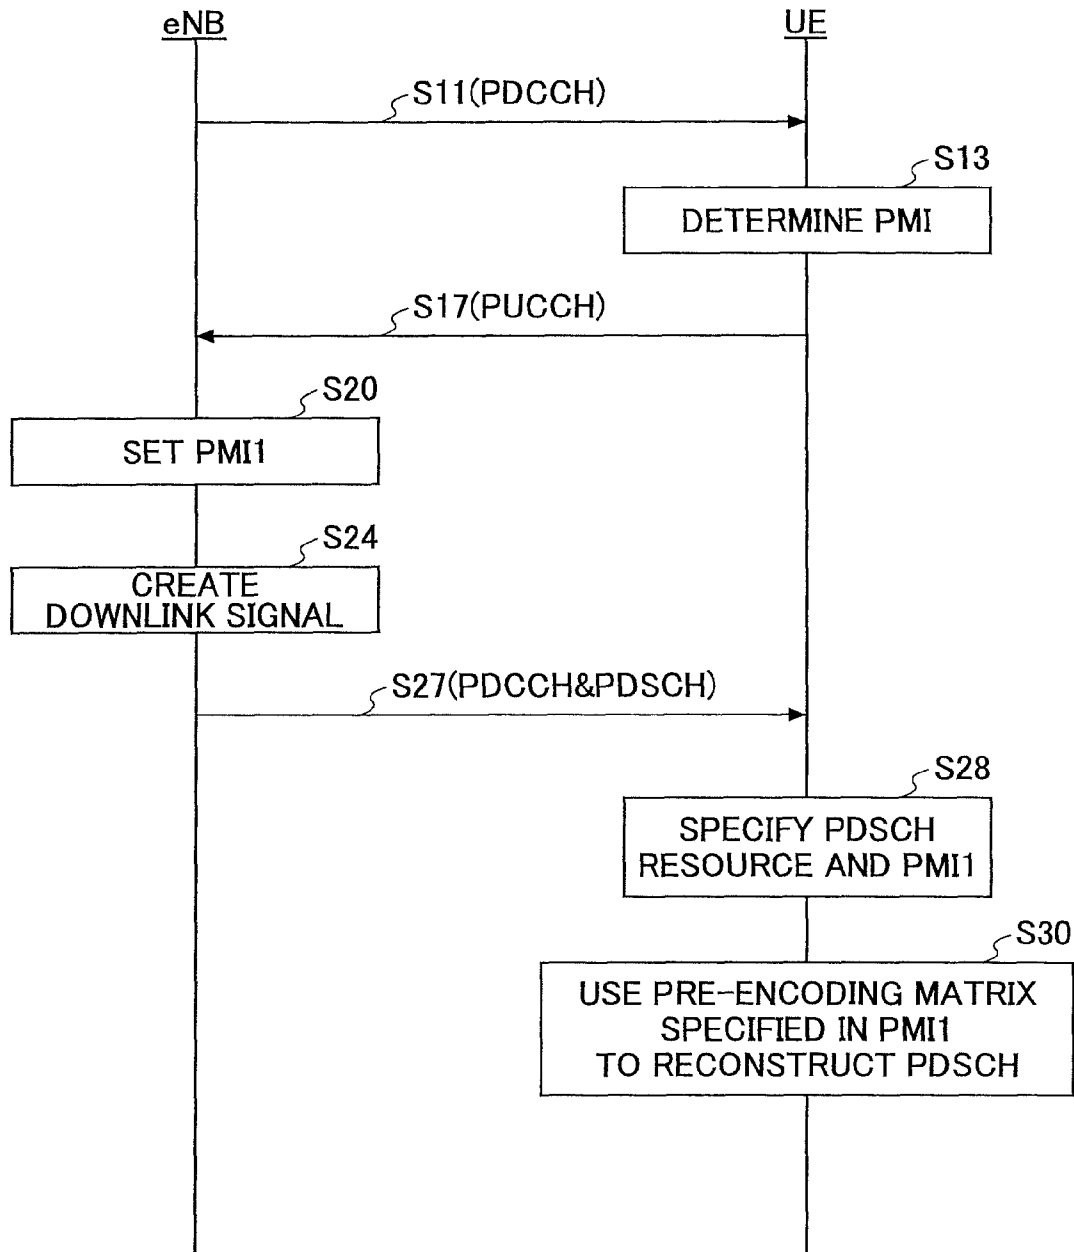 eNB
UE
S11(PDCCH)
S13
DETERMINE PMI
S17(PUCCH)
S20
SET PMI1
S24
CREATE
DOWNLINK SIGNAL
S27(PDCCH&PDSCH)
S28
SPECIFY PDSCH
RESOURCE AND PMI1
S30
USE PRE-ENCODING MATRIX
SPECIFIED IN PMI1
TO RECONSTRUCT PDSCH